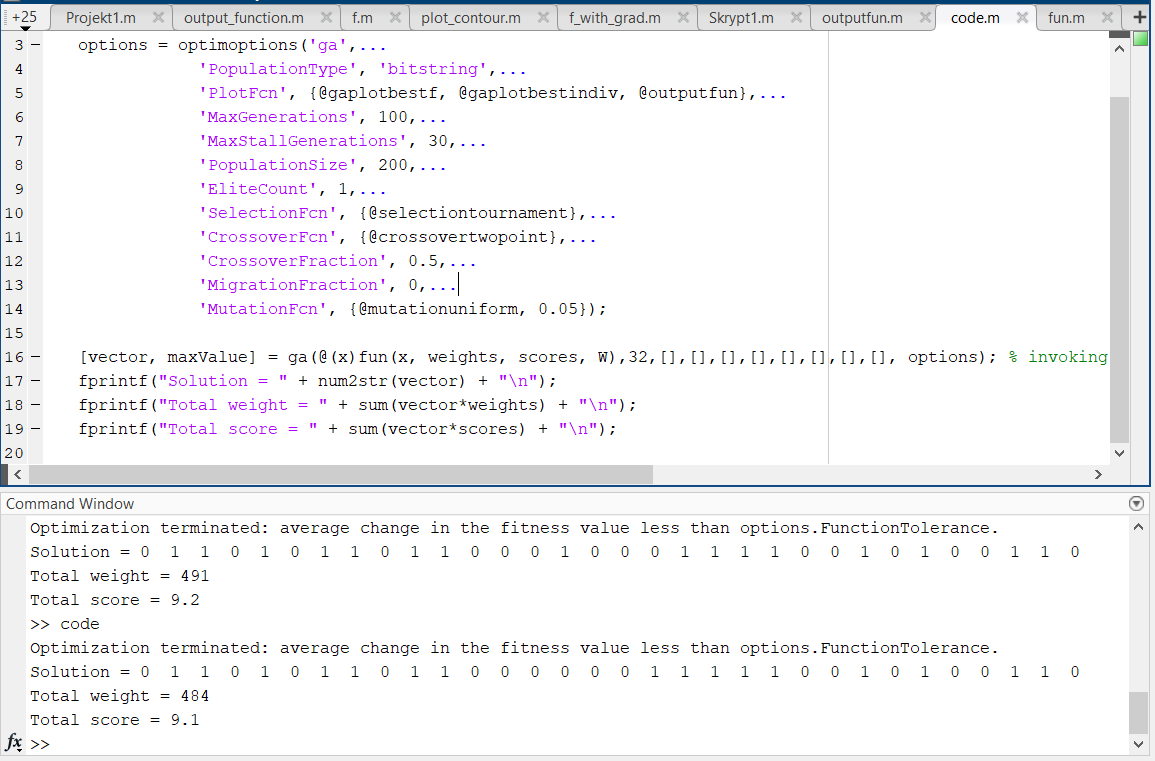 +25 Projekt1.m × output_function.m × f.m × plot_contour.m × f_with_grad.m × Skrypt1.m × outputfun.m × code.m × fun.m × +
3 – options = optimoptions('ga',...
4 'PopulationType', 'bitstring',...
5 'PlotFcn', {@gaplotbestf, @gaplotbestindiv, @outputfun},...
6 'MaxGenerations', 100,...
7 'MaxStallGenerations', 30,...
8 'PopulationSize', 200,...
9 'EliteCount', 1,...
10 'SelectionFcn', {@selectiontournament},...
11 'CrossoverFcn', {@crossovertwopoint},...
12 'CrossoverFraction', 0.5,...
13 'MigrationFraction', 0,...
14 'MutationFcn', {@mutationuniform, 0.05});
15
16 – [vector, maxValue] = ga(@(x)fun(x, weights, scores, W),32,[],[],[],[],[],[],[],[], options); % invoking
17 – fprintf("Solution = " + num2str(vector) + "\n");
18 – fprintf("Total weight = " + sum(vector*weights) + "\n");
19 – fprintf("Total score = " + sum(vector*scores) + "\n");
20
Command Window
Optimization terminated: average change in the fitness value less than options.FunctionTolerance.
Solution = 0 1 1 0 1 0 1 1 0 1 1 0 0 0 1 0 0 0 1 1 1 1 0 0 1 0 1 0 0 1 1 0
Total weight = 491
Total score = 9.2
>> code
Optimization terminated: average change in the fitness value less than options.FunctionTolerance.
Solution = 0 1 1 0 1 0 1 1 0 1 1 0 0 0 0 0 0 1 1 1 1 1 0 0 1 0 1 0 0 1 1 0
Total weight = 484
Total score = 9.1
fx >>